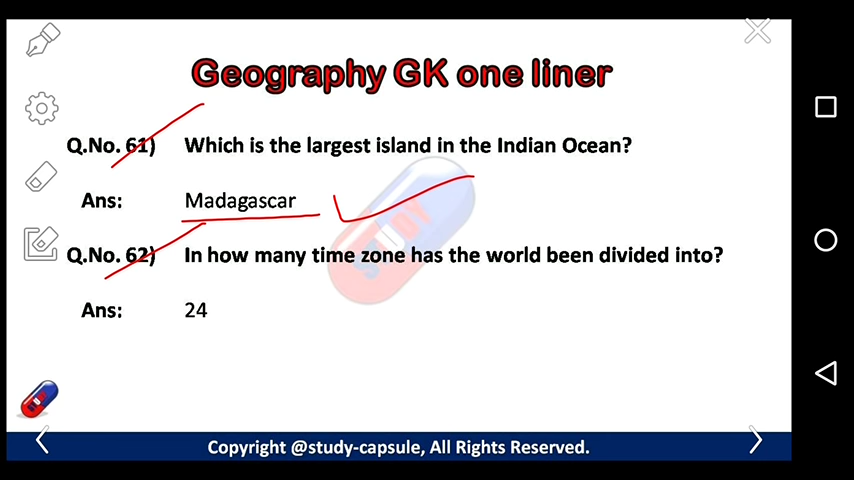 Geography GK one liner
Q.No. 61) Which is the largest island in the Indian Ocean?
Ans: Madagascar
Q.No. 62) In how many time zone has the world been divided into?
Ans: 24
STUDY
Copyright @study-capsule, All Rights Reserved.